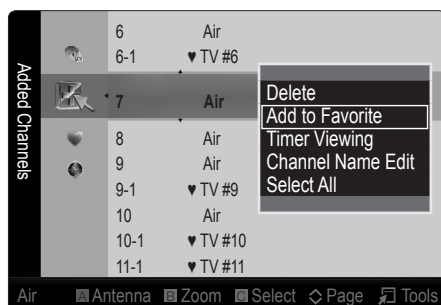 Added Channels
6 Air
6-1 ♥ TV #6
7 Air
8 Air
9 Air
9-1 ♥ TV #9
10 Air
10-1 ♥ TV #10
11-1 ♥ TV #11
Delete
Add to Favorite
Timer Viewing
Channel Name Edit
Select All
Air A Antenna B Zoom C Select Page Tools